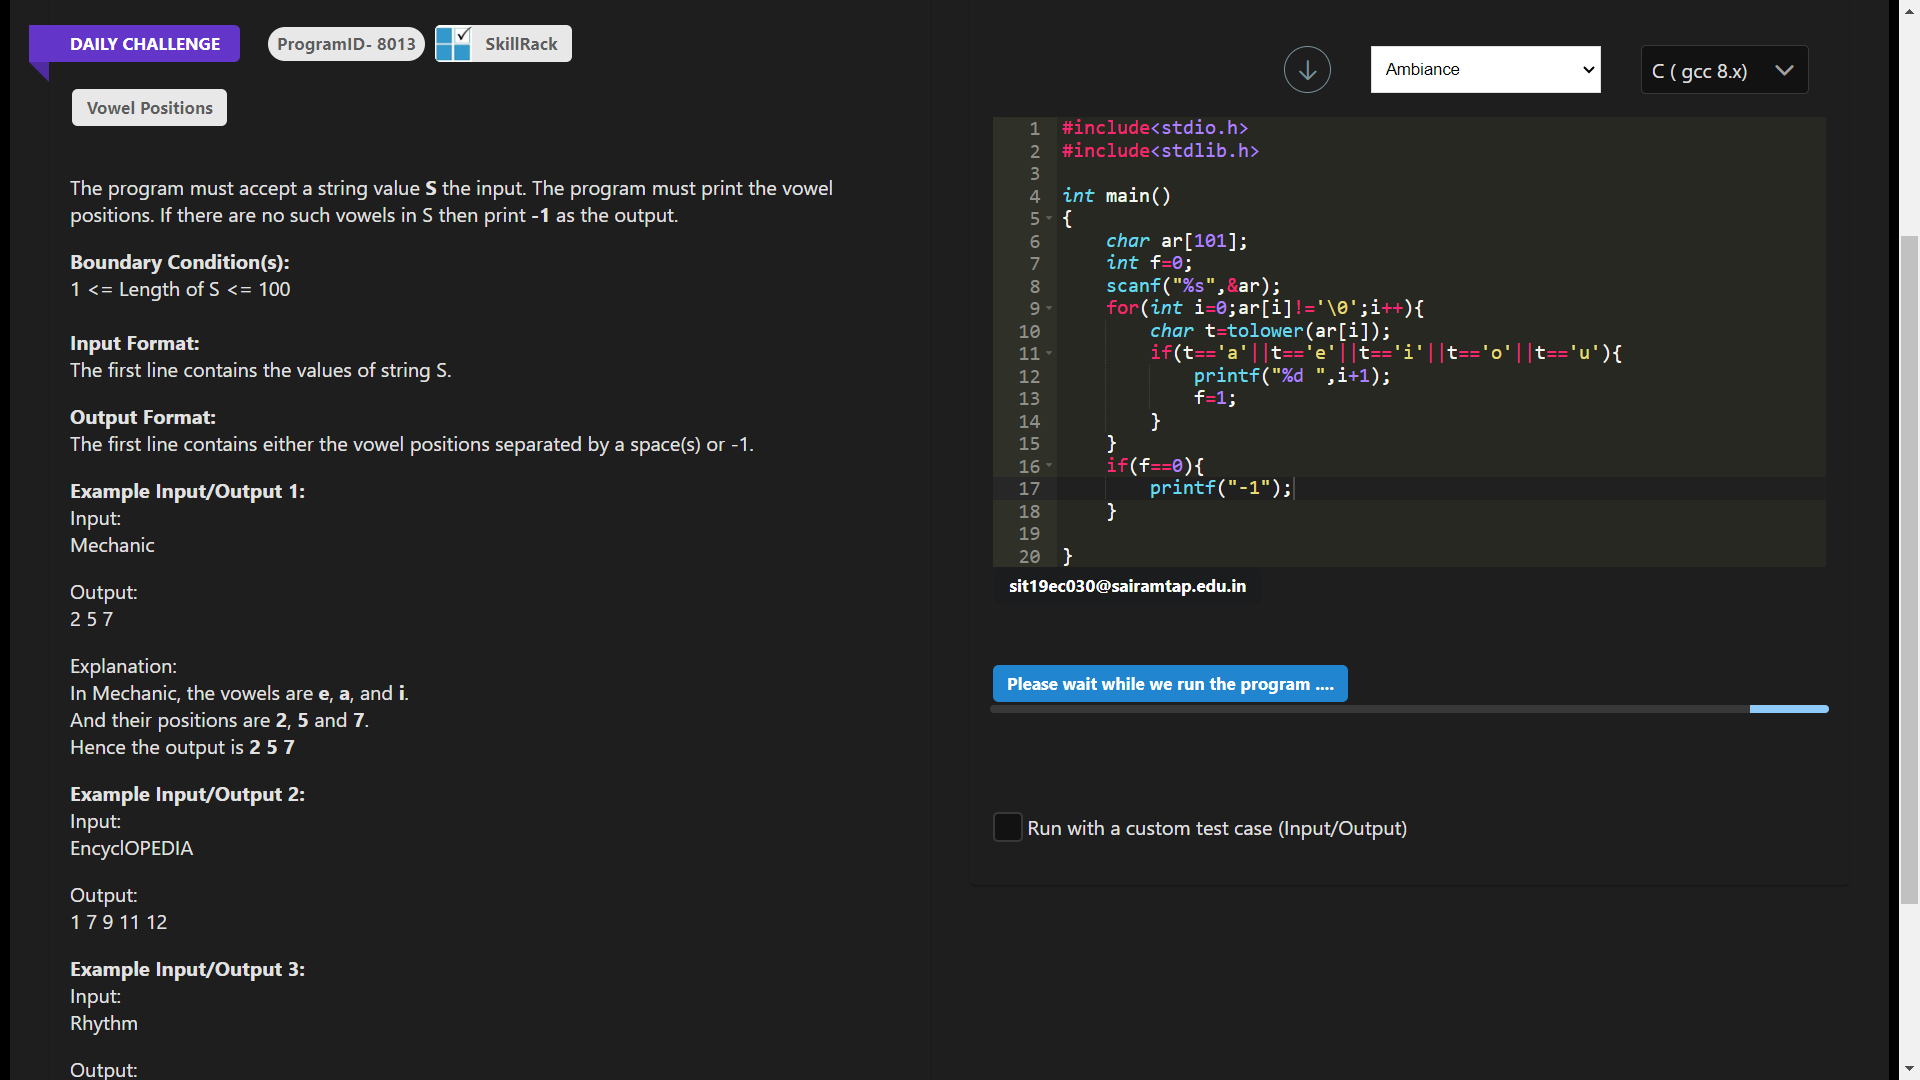 DAILY CHALLENGE
ProgramID- 8013
SkillRack
Vowel Positions
The program must accept a string value S the input. The program must print the vowel
positions. If there are no such vowels in S then print -1 as the output.
Boundary Condition(s):
1 <= Length of S <= 100
Input Format:
The first line contains the values of string S.
Output Format:
The first line contains either the vowel positions separated by a space(s) or -1.
Example Input/Output 1:
Input:
Mechanic
Output:
2 5 7
Explanation:
In Mechanic, the vowels are e, a, and i.
And their positions are 2, 5 and 7.
Hence the output is 2 5 7
Example Input/Output 2:
Input:
EncyclOPEDIA
Output:
1 7 9 11 12
Example Input/Output 3:
Input:
Rhythm
Output:
Ambiance
C ( gcc 8.x)
1 #include<stdio.h>
2 #include<stdlib.h>
3
4 int main()
5 {
6     char ar[101];
7     int f=0;
8     scanf("%s",&ar);
9     for(int i=0;ar[i]!='\0';i++){
10         char t=tolower(ar[i]);
11         if(t=='a'||t=='e'||t=='i'||t=='o'||t=='u'){
12             printf("%d ",i+1);
13             f=1;
14         }
15     }
16     if(f==0){
17         printf("-1");
18     }
19
20 }
sit19ec030@sairamtap.edu.in
Please wait while we run the program ....
Run with a custom test case (Input/Output)